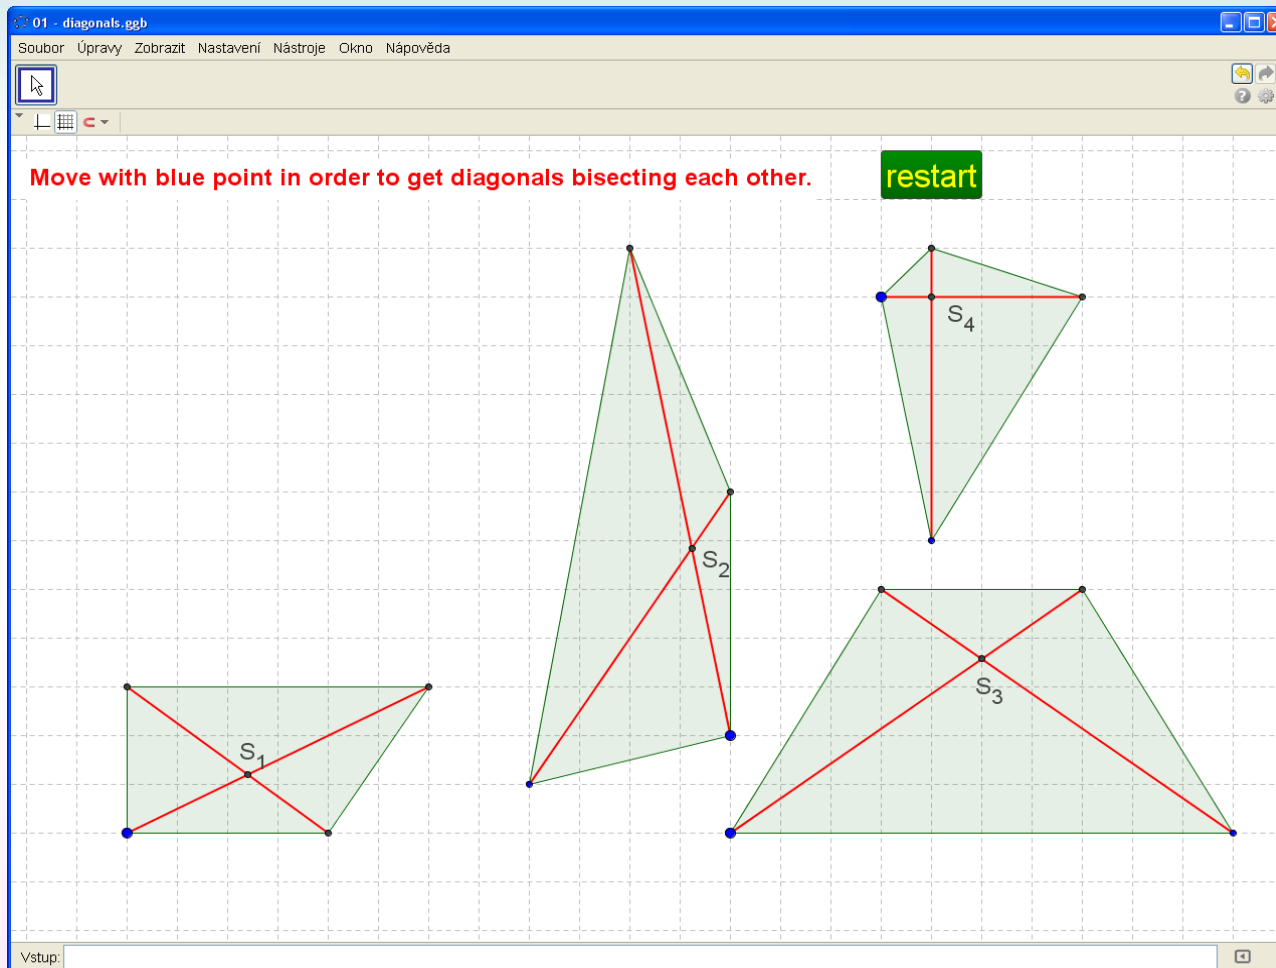 01 - diagonals.ggb
Soubor Úpravy Zobrazit Nastavení Nástroje Okno Nápověda
Move with blue point in order to get diagonals bisecting each other.
restart
S4
S2
S3
S1
Vstup: